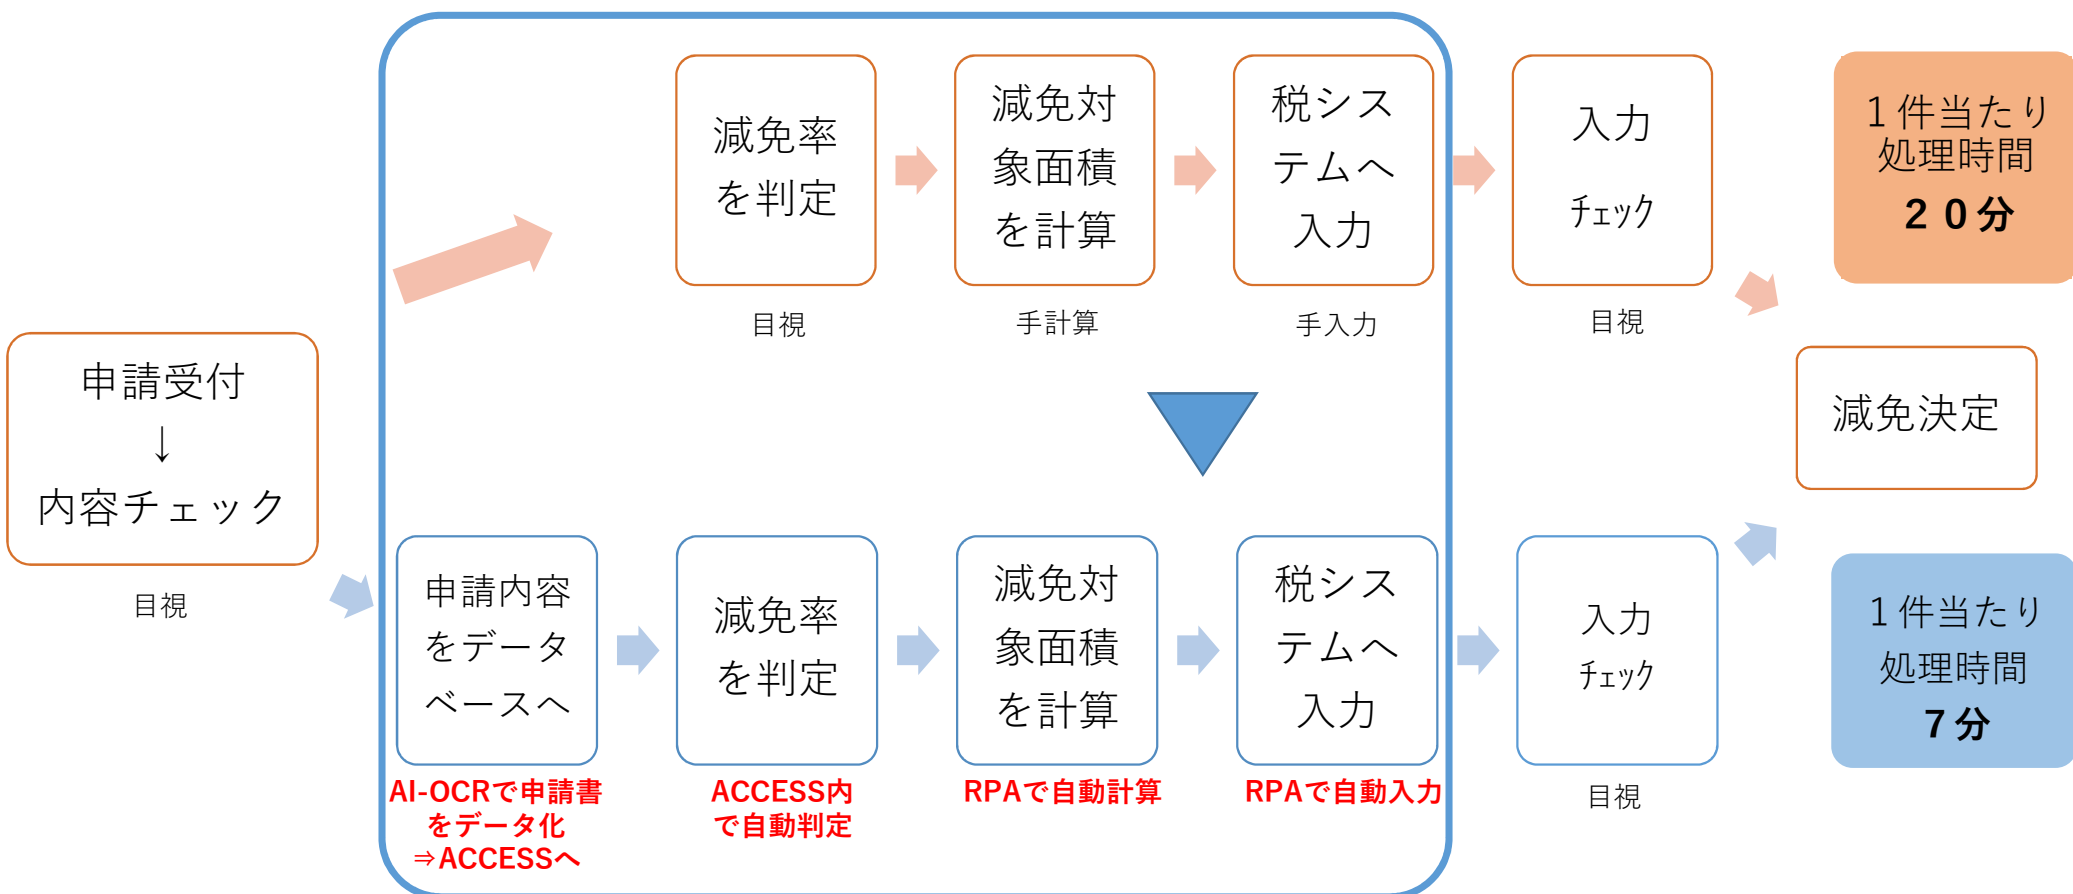 申請受付
↓
内容チェック
目視
減免率
を判定
目視
減免対
象面積
を計算
手計算
税シス
テムへ
入力
手入力
入力
ﾁｪｯｸ
目視
１件当たり
処理時間
２０分
申請内容
をデータ
ベースへ
AI-OCRで申請書
をデータ化
⇒ACCESSへ
減免率
を判定
ACCESS内
で自動判定
減免対
象面積
を計算
RPAで自動計算
税シス
テムへ
入力
RPAで自動入力
入力
ﾁｪｯｸ
目視
減免決定
１件当たり
処理時間
７分